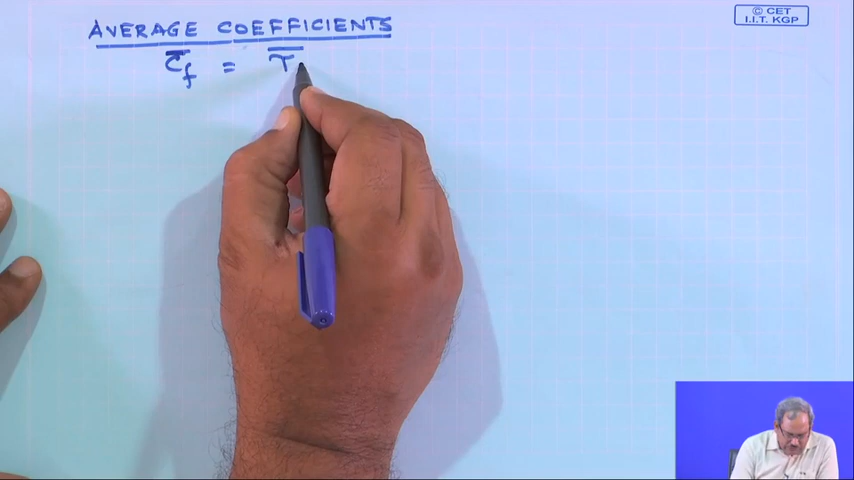 AVERAGE COEFFICIENTS
C̅f = τ̅
© CET
I.I.T. KGP